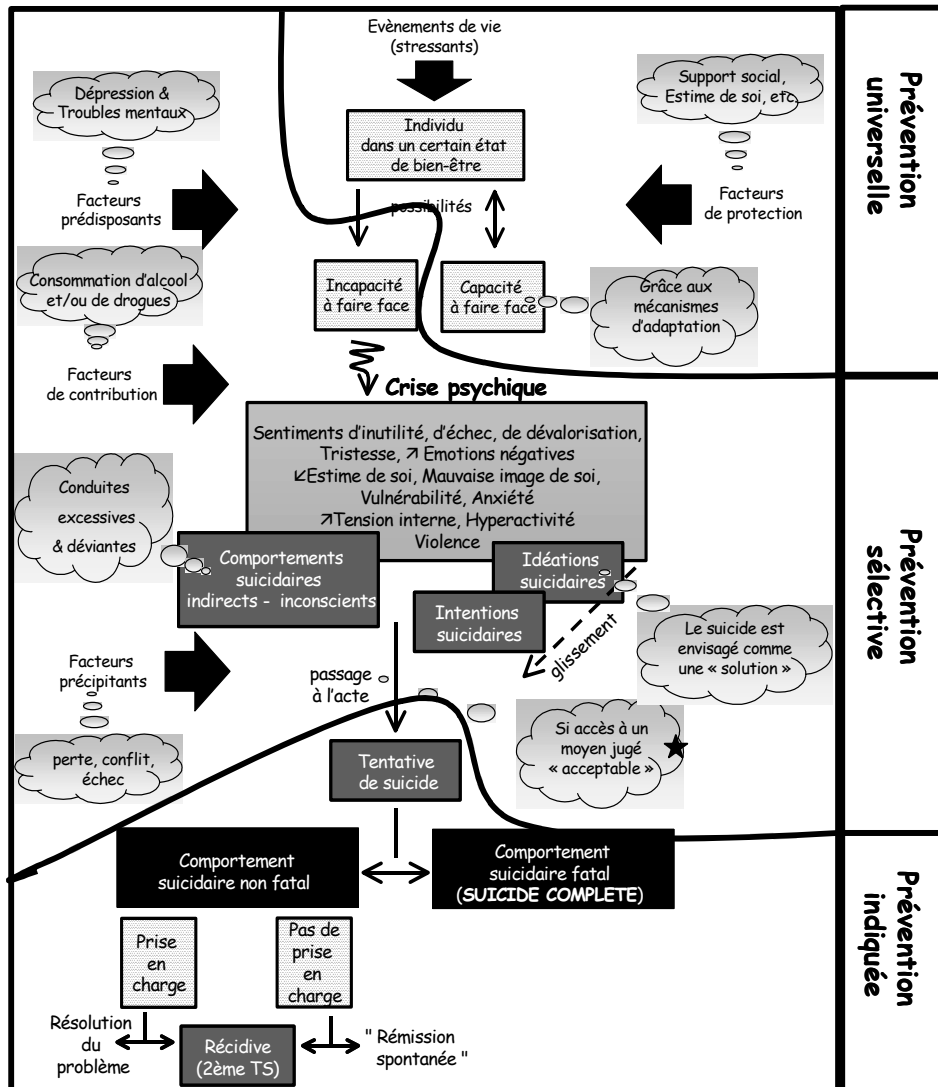 Evènements de vie
(stressants)
Dépression &
Troubles mentaux
Support social,
Estime de soi, etc.
Prévention
universelle
Individu
dans un certain état
de bien-être
Facteurs
prédisposants
possibilités
Facteurs
de protection
Consommation d'alcool
et/ou de drogues
Incapacité
à faire face
Capacité
à faire face
Grâce aux
mécanismes
d'adaptation
Facteurs
de contribution
Crise psychique
Sentiments d'inutilité, d'échec, de dévalorisation,
Tristesse, ↗ Emotions négatives
↙Estime de soi, Mauvaise image de soi,
Vulnérabilité, Anxiété
↗Tension interne, Hyperactivité
Violence
Conduites
excessives
& déviantes
Comportements
suicidaires
indirects - inconscients
Idéations
suicidaires
Intentions
suicidaires
glissement
Prévention
sélective
Le suicide est
envisagé comme
une « solution »
Facteurs
précipitants
passage
à l'acte
perte, conflit,
échec
Si accès à un
moyen jugé
« acceptable »
Tentative
de suicide
Comportement
suicidaire non fatal
Comportement
suicidaire fatal
(SUICIDE COMPLETE)
Prévention
indiquée
Prise
en
charge
Pas de
prise
en
charge
Résolution
du
problème
Récidive
(2ème TS)
" Rémission
spontanée "